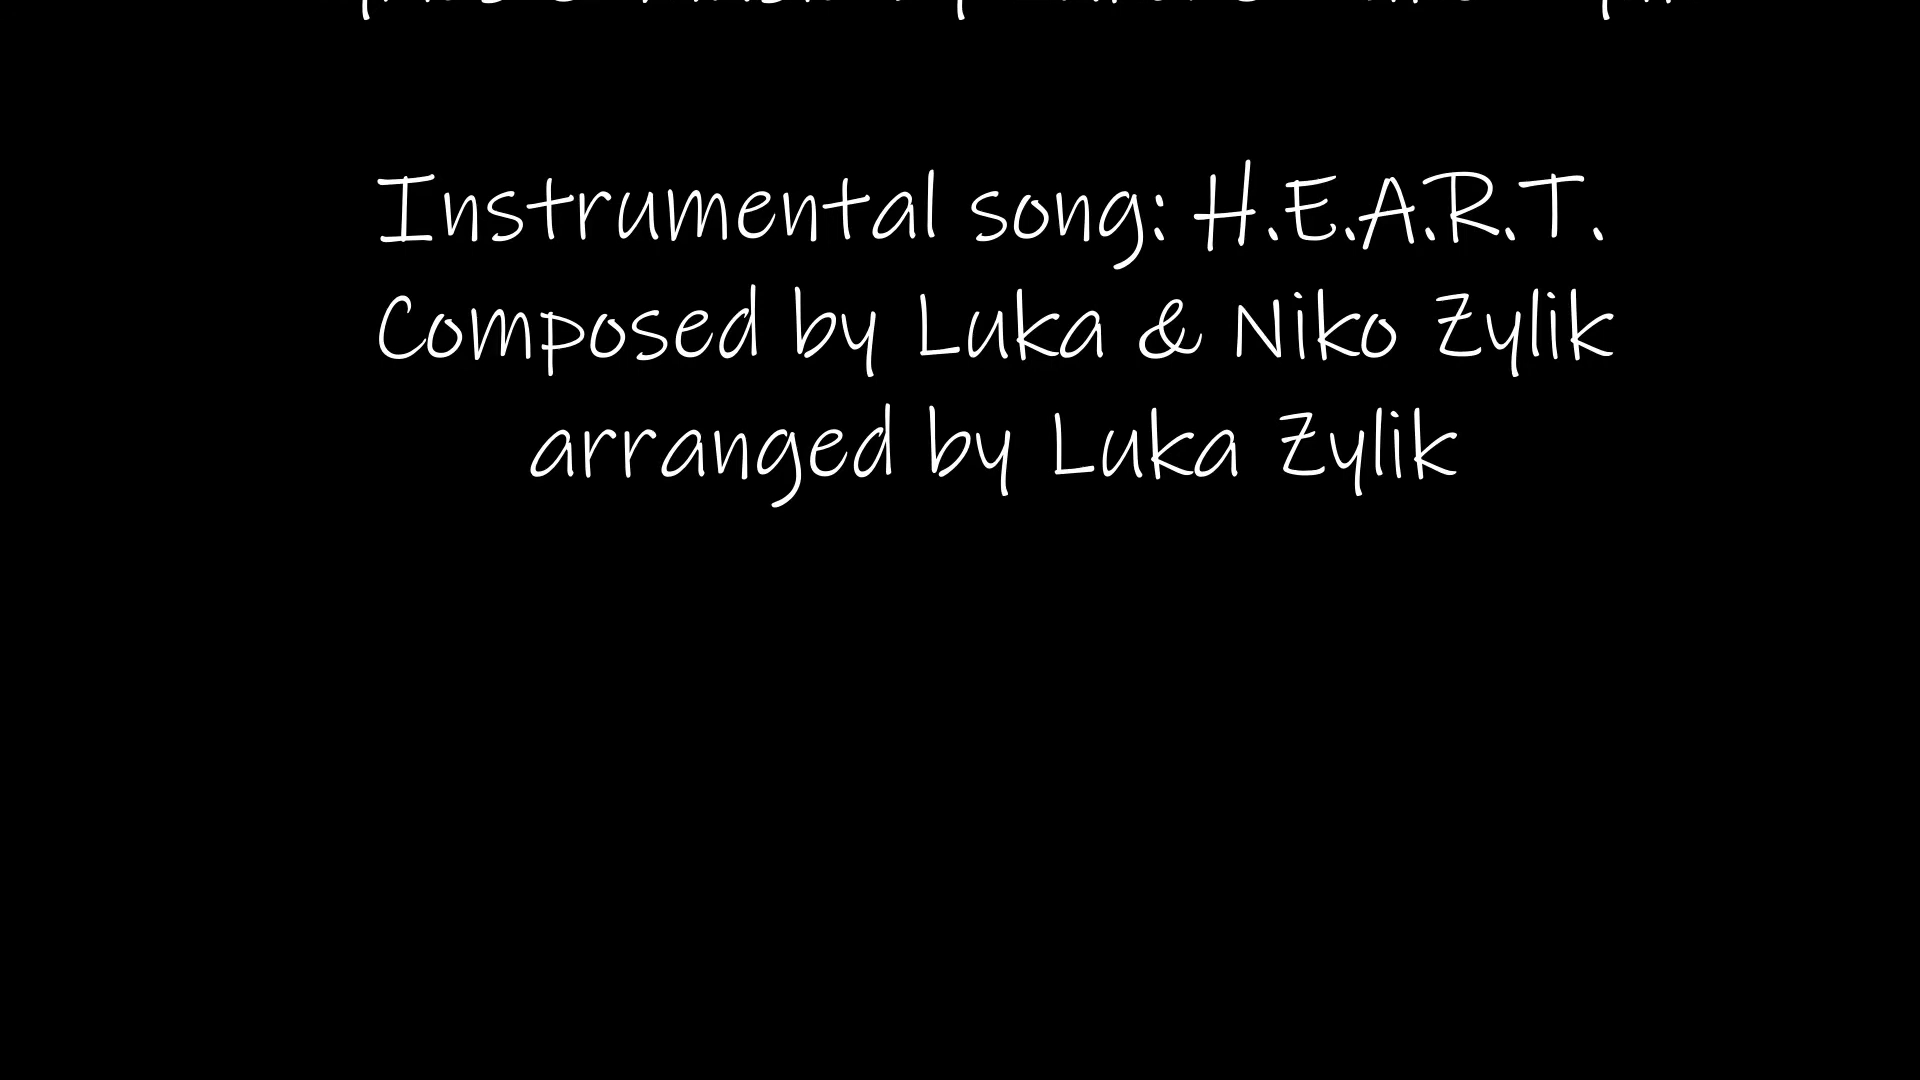 Instrumental song: H.E.A.R.T.
Composed by Luka & Niko Zylik
arranged by Luka Zylik